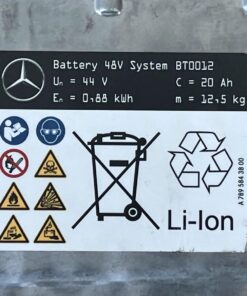 Battery 48V System BT0012
Uₙ = 44 V C = 20 Ah
Eₙ = 0,88 kWh m = 12,5 kg
Li-Ion
A 789 584 38 00